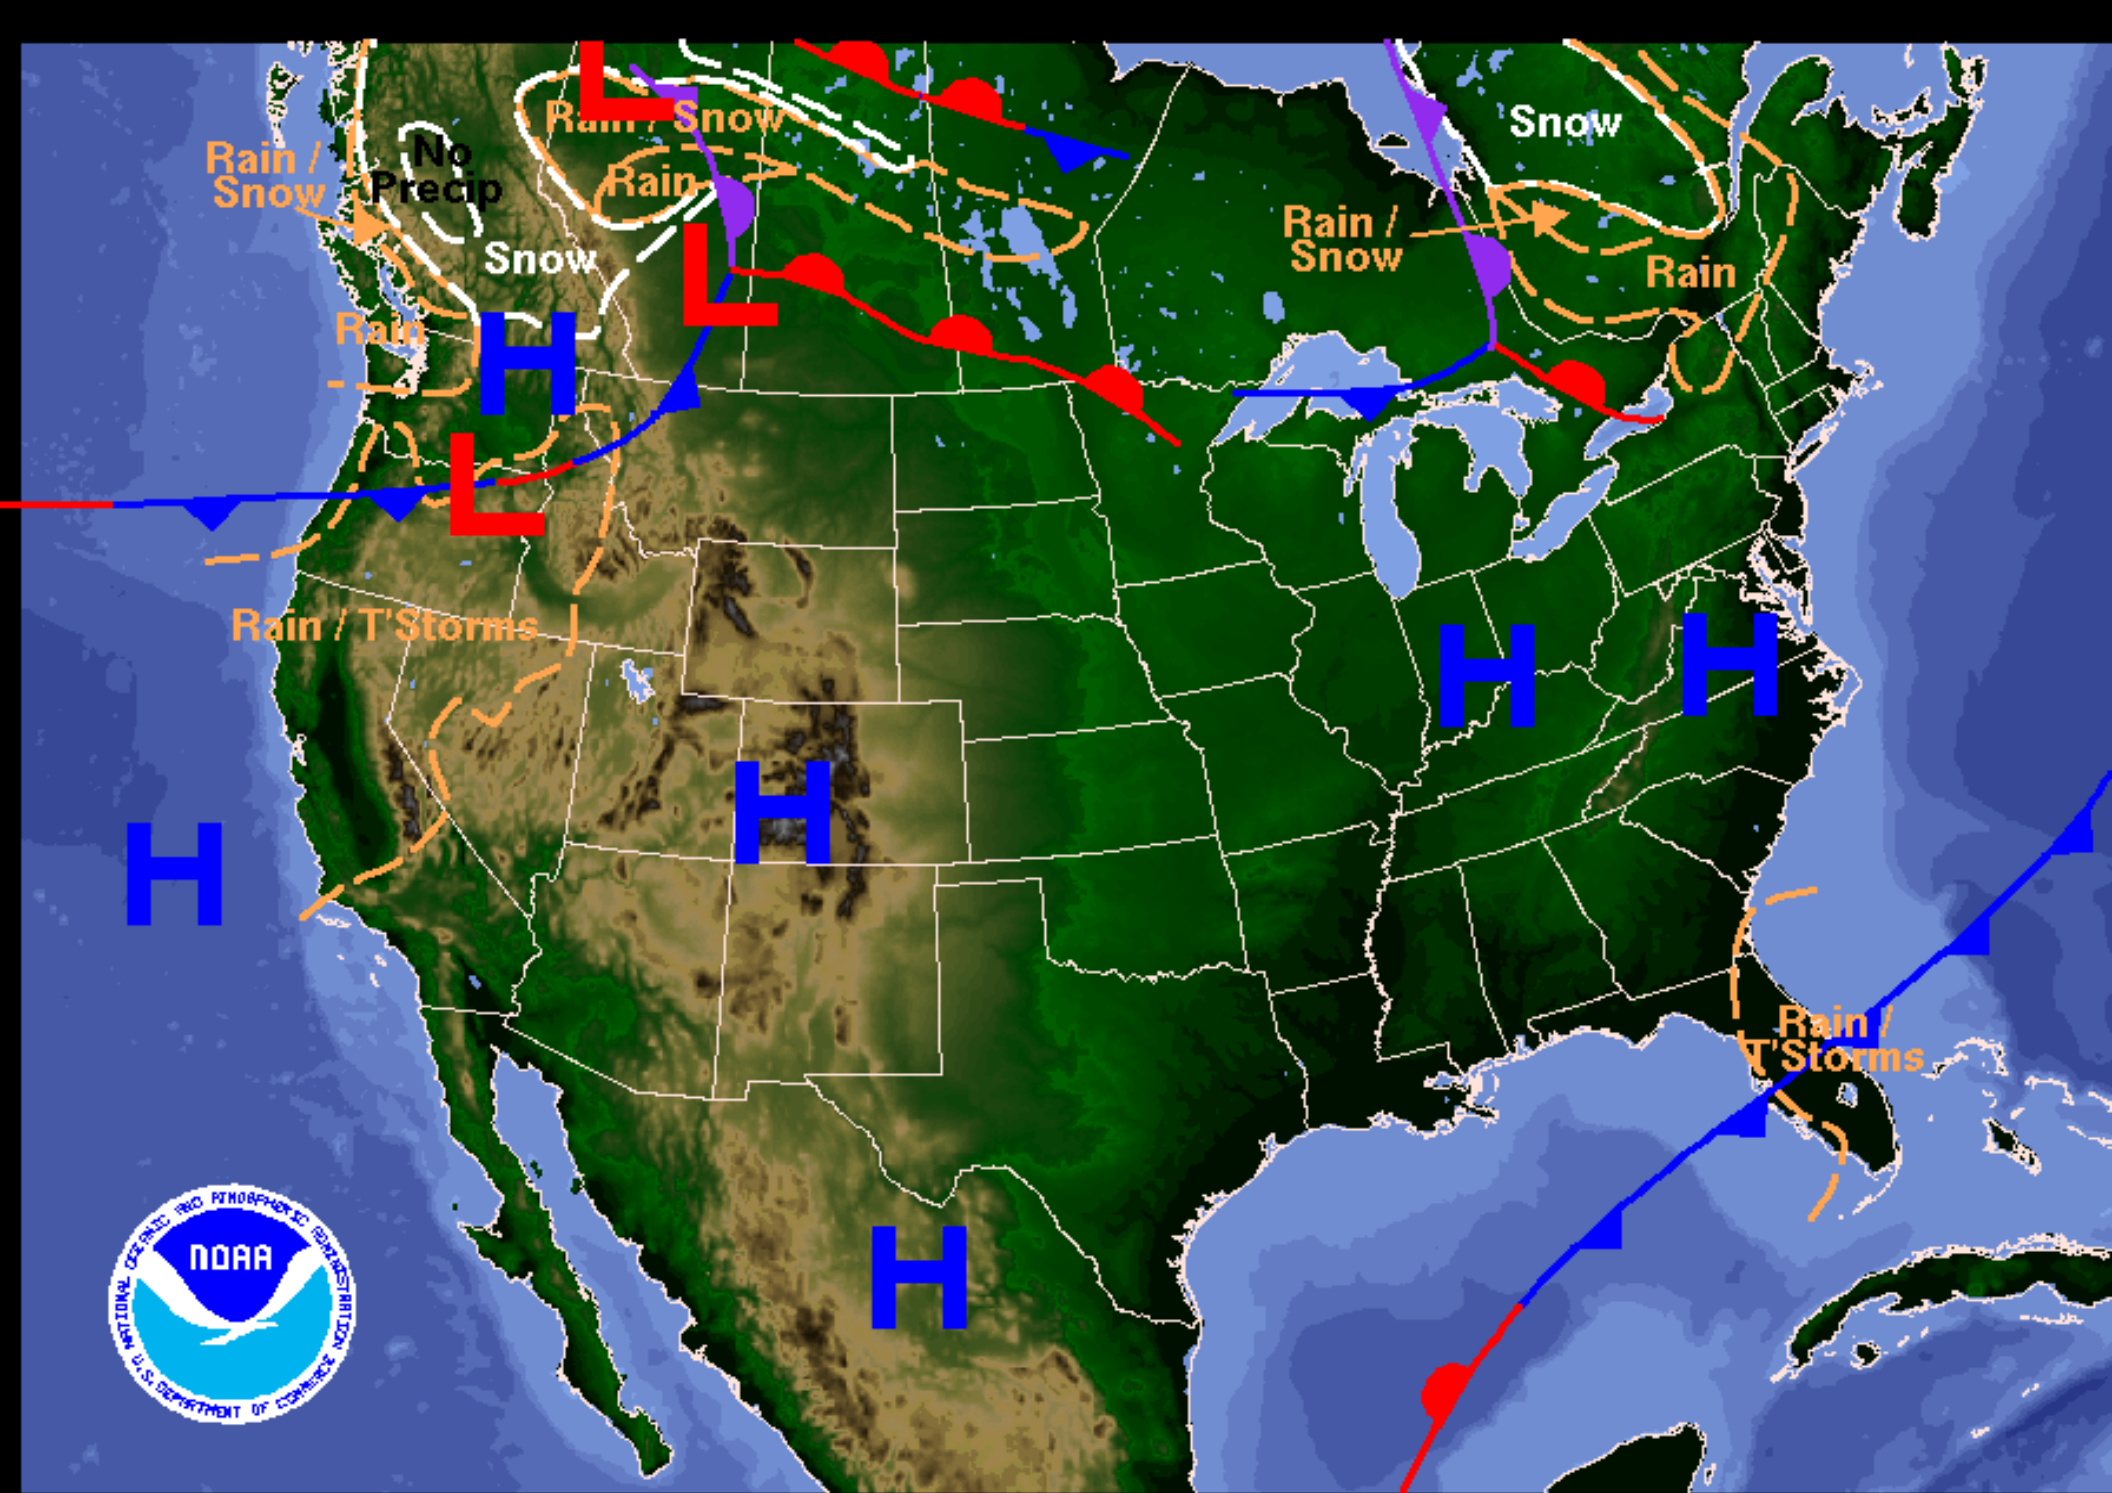 Rain / Snow
Snow
No
Precip
Rain /
Snow
Rain
Snow
Rain /
Snow
Rain
Rain
L
L
L
H
Rain / T'Storms
H
H
H
H
Rain /
T'Storms
H
NATIONAL OCEANIC AND ATMOSPHERIC ADMINISTRATION
NOAA
U.S. DEPARTMENT OF COMMERCE